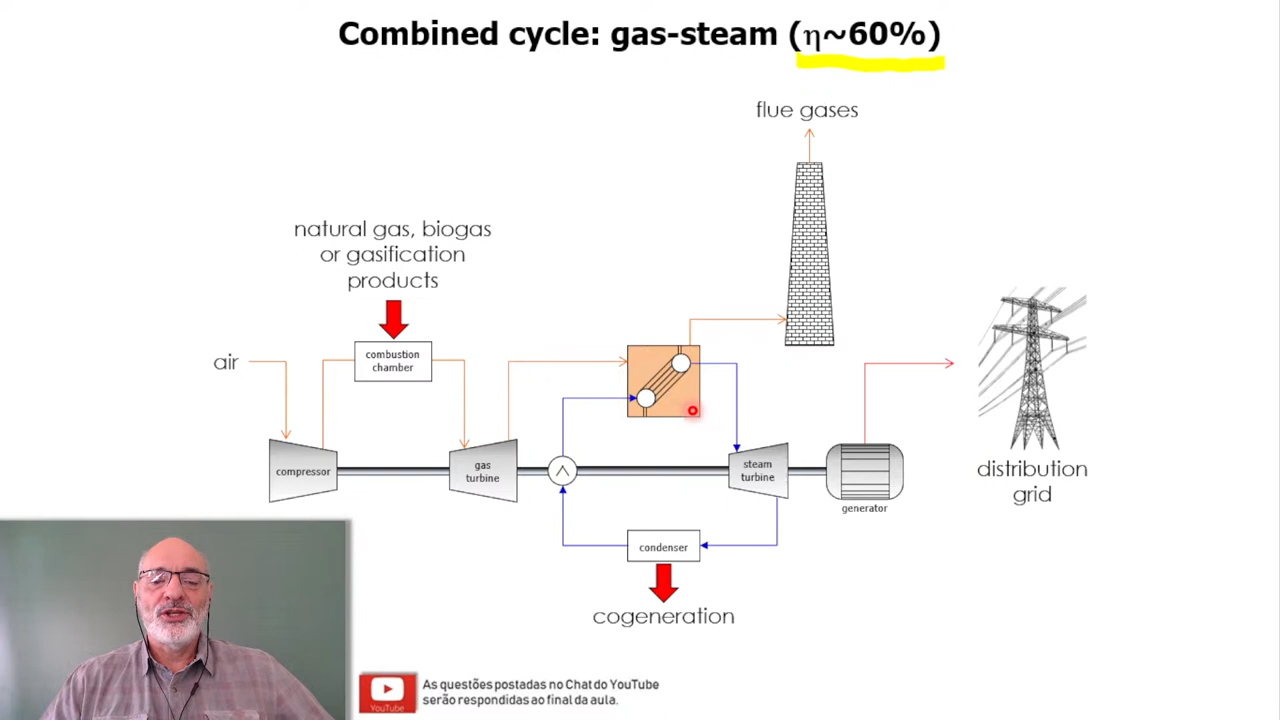 Combined cycle: gas-steam (η~60%)
flue gases
natural gas, biogas
or gasification
products
air
combustion
chamber
compressor
gas
turbine
steam
turbine
generator
distribution
grid
condenser
cogeneration
YouTube
As questões postadas no Chat do YouTube
serão respondidas ao final da aula.